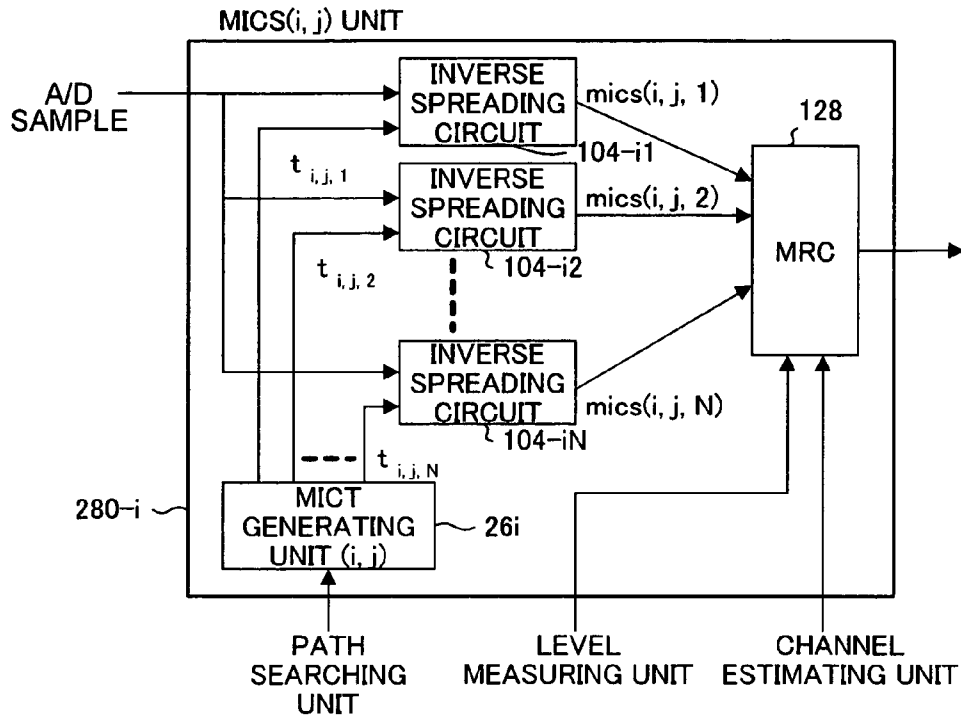 MICS(i, j) UNIT
A/D
SAMPLE
INVERSE
SPREADING
CIRCUIT
104-i1
mics(i, j, 1)
128
t i, j, 1
INVERSE
SPREADING
CIRCUIT
104-i2
mics(i, j, 2)
MRC
t i, j, 2
INVERSE
SPREADING
CIRCUIT
104-iN
mics(i, j, N)
t i, j, N
280-i
MICT
GENERATING
UNIT (i, j)
26i
PATH
SEARCHING
UNIT
LEVEL
MEASURING UNIT
CHANNEL
ESTIMATING UNIT